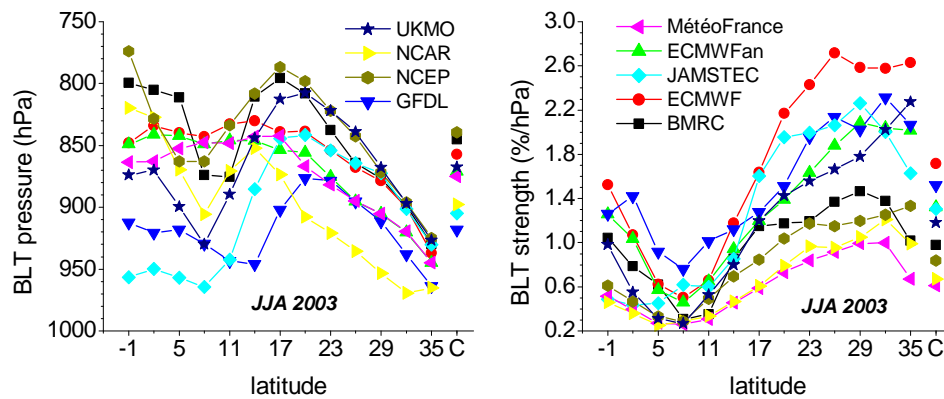 750
800
850
900
950
1000
BLT pressure (hPa)
UKMO
NCAR
NCEP
GFDL
JJA 2003
-1 5 11 17 23 29 35 C
latitude
3.0
2.6
2.2
1.8
1.4
1.0
0.6
0.2
BLT strength (%/hPa)
MétéoFrance
ECMWFan
JAMSTEC
ECMWF
BMRC
JJA 2003
-1 5 11 17 23 29 35 C
latitude